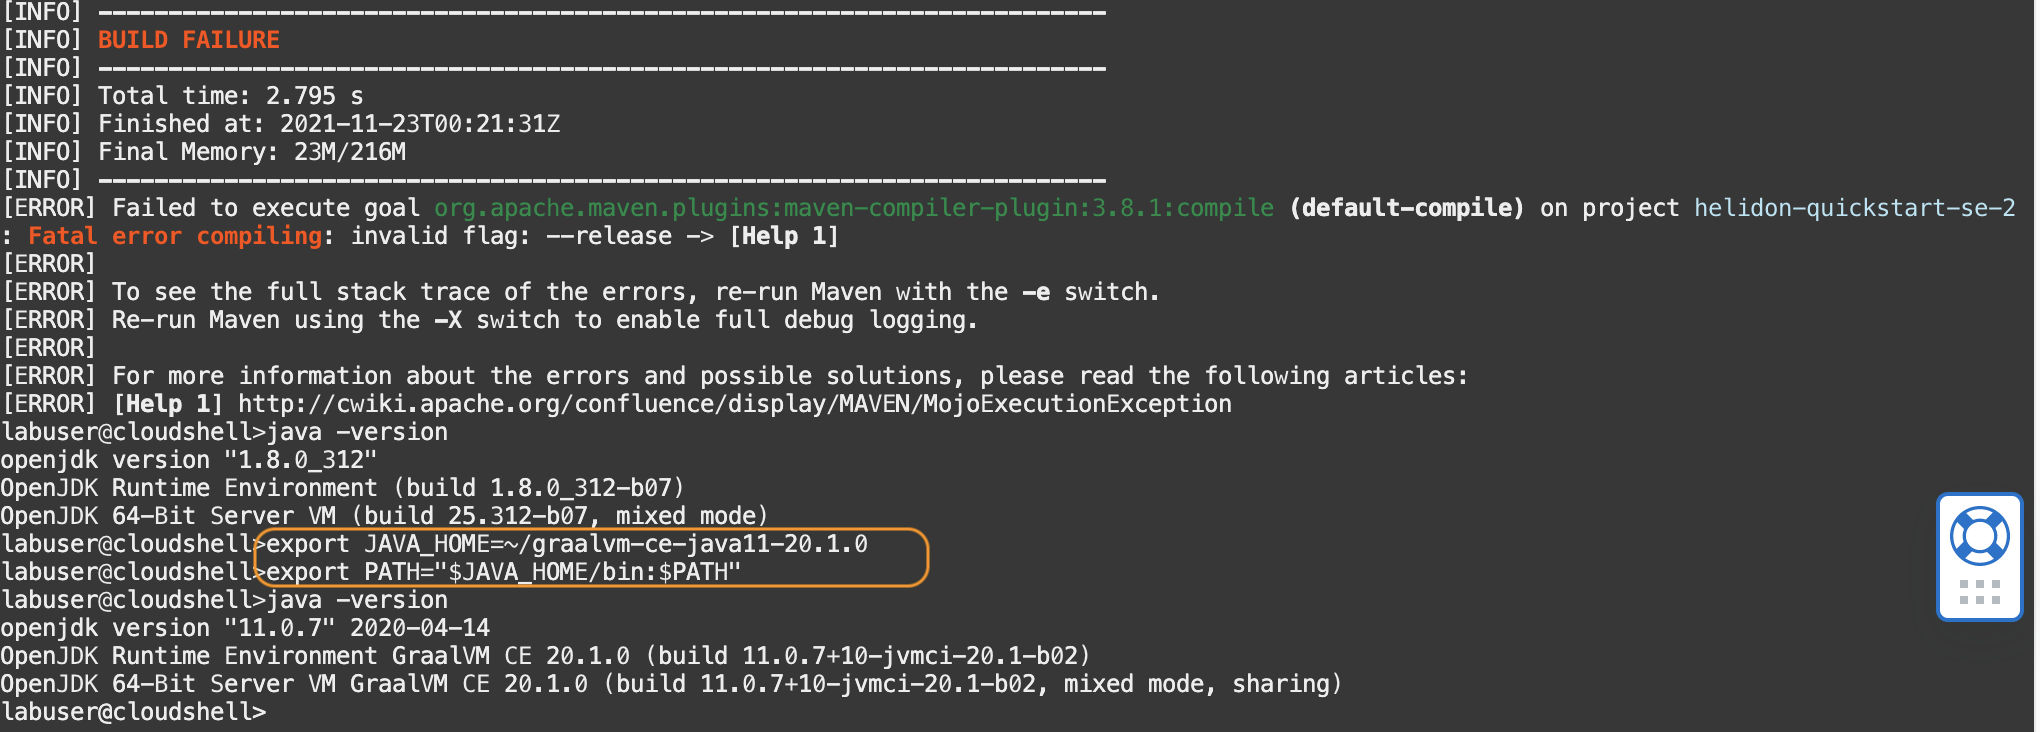 [INFO] ------------------------------------------------------------------------
[INFO] BUILD FAILURE
[INFO] ------------------------------------------------------------------------
[INFO] Total time: 2.795 s
[INFO] Finished at: 2021-11-23T00:21:31Z
[INFO] Final Memory: 23M/216M
[INFO] ------------------------------------------------------------------------
[ERROR] Failed to execute goal org.apache.maven.plugins:maven-compiler-plugin:3.8.1:compile (default-compile) on project helidon-quickstart-se-2
: Fatal error compiling: invalid flag: --release -> [Help 1]
[ERROR]
[ERROR] To see the full stack trace of the errors, re-run Maven with the -e switch.
[ERROR] Re-run Maven using the -X switch to enable full debug logging.
[ERROR]
[ERROR] For more information about the errors and possible solutions, please read the following articles:
[ERROR] [Help 1] http://cwiki.apache.org/confluence/display/MAVEN/MojoExecutionException
labuser@cloudshell>java -version
openjdk version "1.8.0_312"
OpenJDK Runtime Environment (build 1.8.0_312-b07)
OpenJDK 64-Bit Server VM (build 25.312-b07, mixed mode)
labuser@cloudshell>export JAVA_HOME=~/graalvm-ce-java11-20.1.0
labuser@cloudshell>export PATH="$JAVA_HOME/bin:$PATH"
labuser@cloudshell>java -version
openjdk version "11.0.7" 2020-04-14
OpenJDK Runtime Environment GraalVM CE 20.1.0 (build 11.0.7+10-jvmci-20.1-b02)
OpenJDK 64-Bit Server VM GraalVM CE 20.1.0 (build 11.0.7+10-jvmci-20.1-b02, mixed mode, sharing)
labuser@cloudshell>